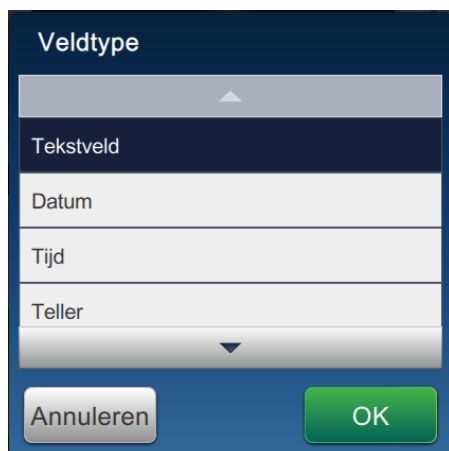 Veldtype
Tekstveld
Datum
Tijd
Teller
Annuleren
OK